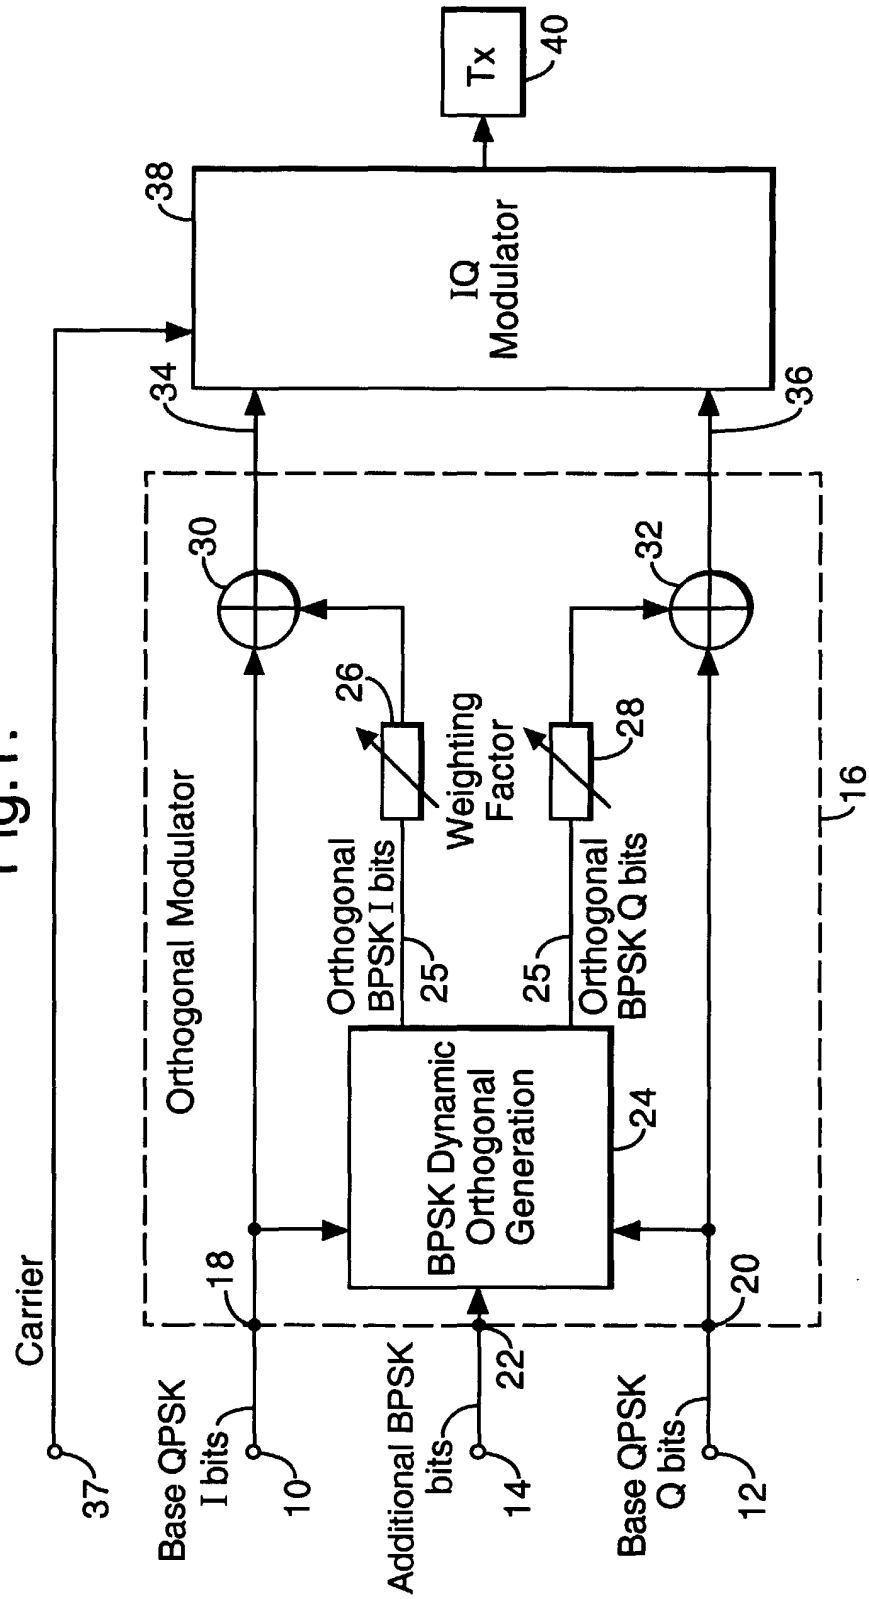 Fig.1.
Carrier
37
38
Tx
40
IQ
Modulator
34
36
Orthogonal Modulator
30
32
26
Weighting
Factor
28
Orthogonal
BPSK I bits
25
25
Orthogonal
BPSK Q bits
BPSK Dynamic
Orthogonal
Generation
24
16
18
22
20
Base QPSK
I bits
10
Additional BPSK
bits
14
Base QPSK
Q bits
12